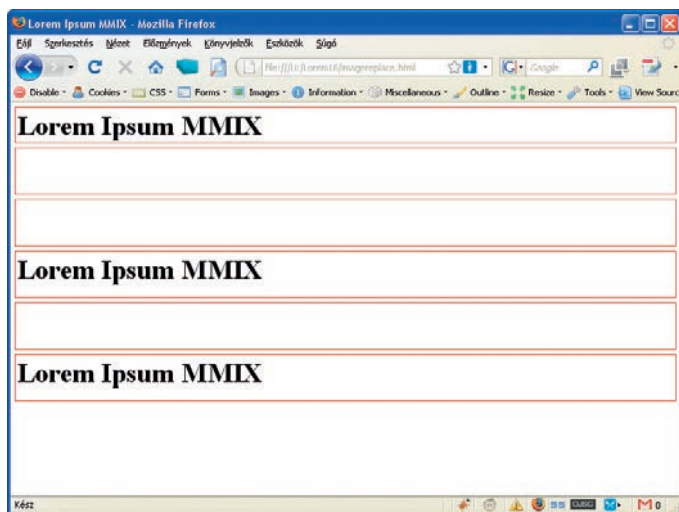 Lorem Ipsum MMIX - Mozilla Firefox
Fájl Szerkesztés Nézet Előzmények Könyvjelzők Eszközök Súgó
Google
Disable Cookies CSS Forms Images Information Miscellaneous Outline Resize Tools View Sourc
Lorem Ipsum MMIX
Lorem Ipsum MMIX
Lorem Ipsum MMIX
Kész
0